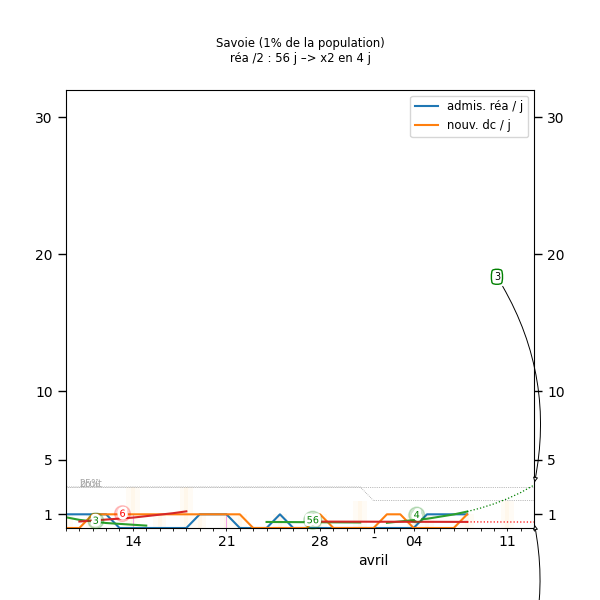 Savoie (1% de la population)
réa /2 : 56 j –> x2 en 4 j
admis. réa / j
nouv. dc / j
30 30
20 20
3
10 10
5 5
1 3 6 56 4 1
14 21 28 - 04 11
avril